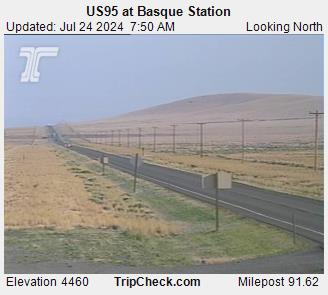 US95 at Basque Station
Updated: Jul 24 2024 7:50 AM Looking North
Elevation 4460 TripCheck.com Milepost 91.62